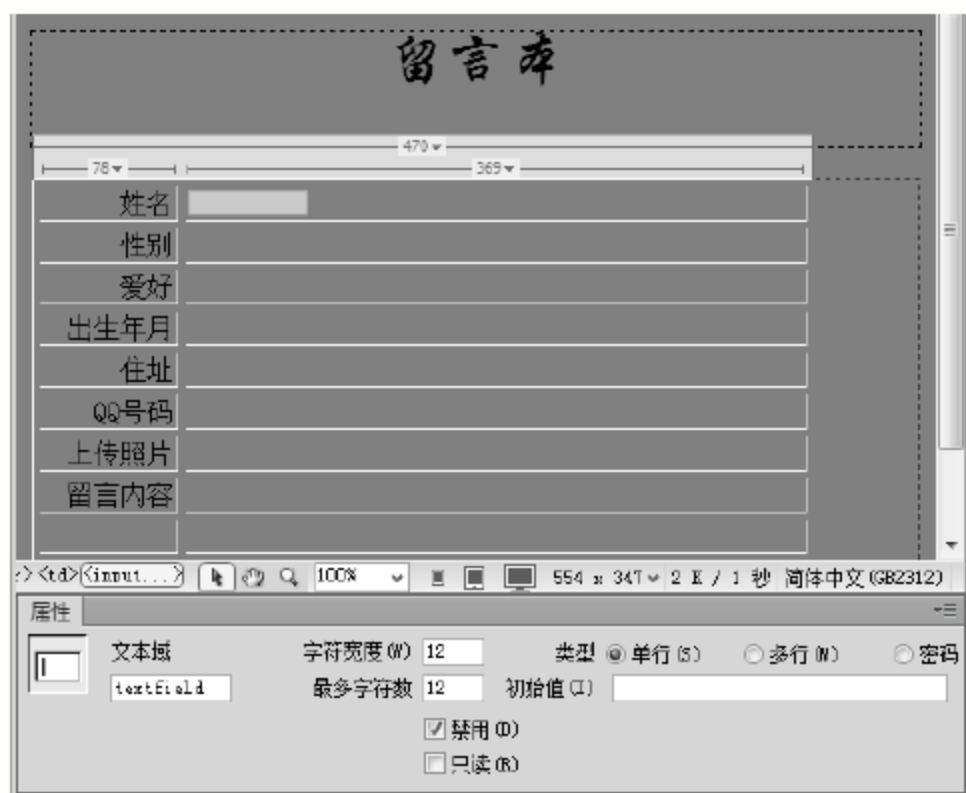 留言本
470
78 369
姓名
性别
爱好
出生年月
住址
QQ号码
上传照片
留言内容
<td> <input...> 100% 554 x 347 2 K / 1 秒 简体中文(GB2312)
属性
文本域 字符宽度(W) 12 类型 单行(S) 多行(N) 密码
textfield 最多字符数 12 初始值(I)
禁用(D)
只读(R)